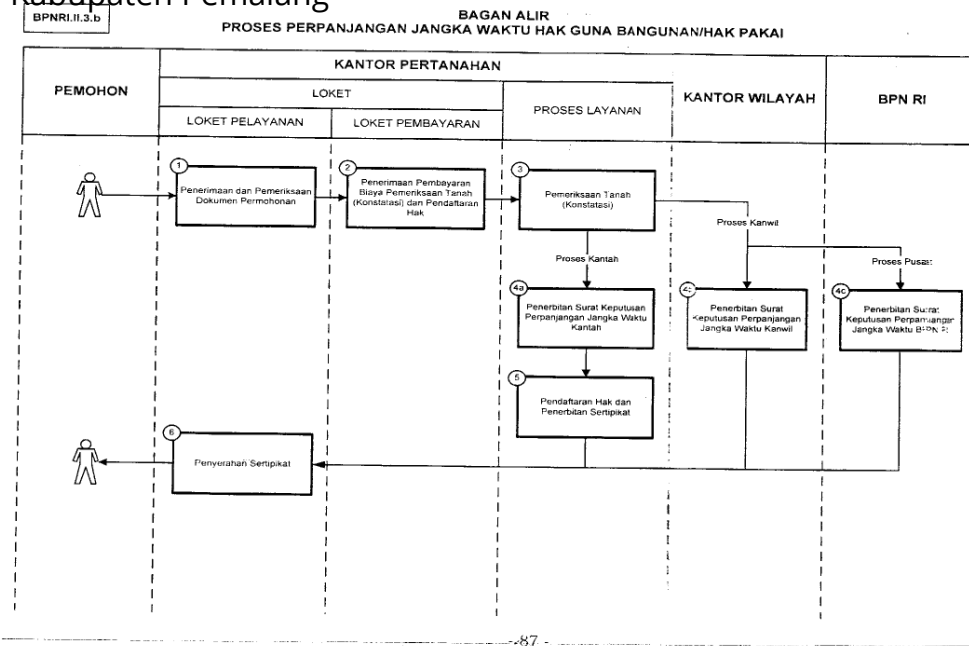 Kabupaten Pemalang
BPNRI.II.3.b
BAGAN ALIR
PROSES PERPANJANGAN JANGKA WAKTU HAK GUNA BANGUNAN/HAK PAKAI
PEMOHON
KANTOR PERTANAHAN
LOKET
LOKET PELAYANAN
LOKET PEMBAYARAN
PROSES LAYANAN
KANTOR WILAYAH
BPN RI
1
Penerimaan dan Pemeriksaan
Dokumen Permohonan
2
Penerimaan Pembayaran
Biaya Pemeriksaan Tanah
(Konstatasi) dan Pendaftaran
Hak
3
Pemeriksaan Tanah
(Konstatasi)
Proses Kanwil
Proses Kantah
Proses Pusat
4a
Penerbitan Surat Keputusan
Perpanjangan Jangka Waktu
Kantah
Penerbitan Surat
Keputusan Perpanjangan
Jangka Waktu Kanwil
4c
Penerbitan Surat
Keputusan Perpanjangan
Jangka Waktu BPN RI
5
Pendaftaran Hak dan
Penerbitan Sertipikat
6
Penyerahan Sertipikat
-87-